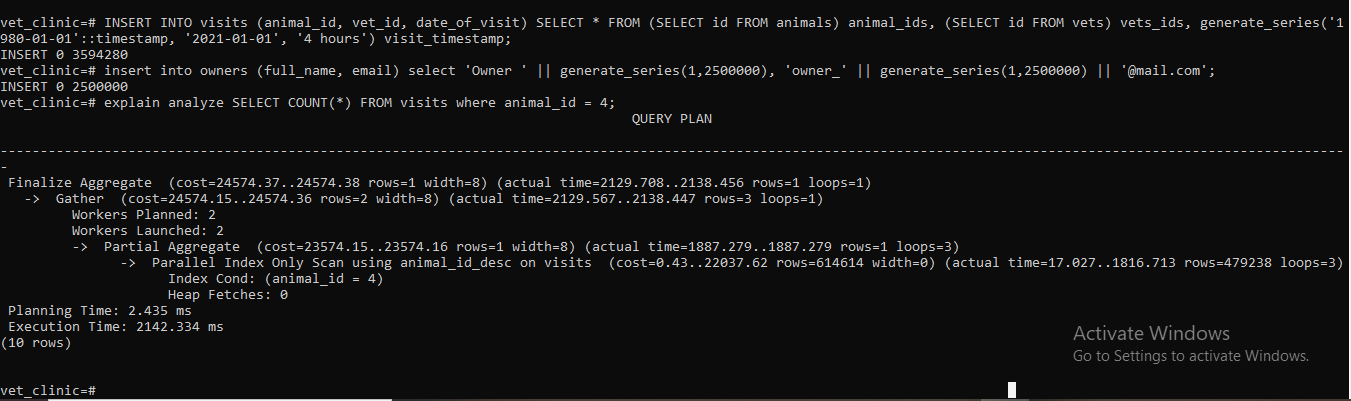 vet_clinic=# INSERT INTO visits (animal_id, vet_id, date_of_visit) SELECT * FROM (SELECT id FROM animals) animal_ids, (SELECT id FROM vets) vets_ids, generate_series('1
980-01-01'::timestamp, '2021-01-01', '4 hours') visit_timestamp;
INSERT 0 3594280
vet_clinic=# insert into owners (full_name, email) select 'Owner ' || generate_series(1,2500000), 'owner_' || generate_series(1,2500000) || '@mail.com';
INSERT 0 2500000
vet_clinic=# explain analyze SELECT COUNT(*) FROM visits where animal_id = 4;
QUERY PLAN
------------------------------------------------------------------------------------------------------------------------------------------------------------------------
-
Finalize Aggregate  (cost=24574.37..24574.38 rows=1 width=8) (actual time=2129.708..2138.456 rows=1 loops=1)
->  Gather  (cost=24574.15..24574.36 rows=2 width=8) (actual time=2129.567..2138.447 rows=3 loops=1)
Workers Planned: 2
Workers Launched: 2
->  Partial Aggregate  (cost=23574.15..23574.16 rows=1 width=8) (actual time=1887.279..1887.279 rows=1 loops=3)
->  Parallel Index Only Scan using animal_id_desc on visits  (cost=0.43..22037.62 rows=614614 width=0) (actual time=17.027..1816.713 rows=479238 loops=3)
Index Cond: (animal_id = 4)
Heap Fetches: 0
Planning Time: 2.435 ms
Execution Time: 2142.334 ms
(10 rows)
Activate Windows
Go to Settings to activate Windows.
vet_clinic=#